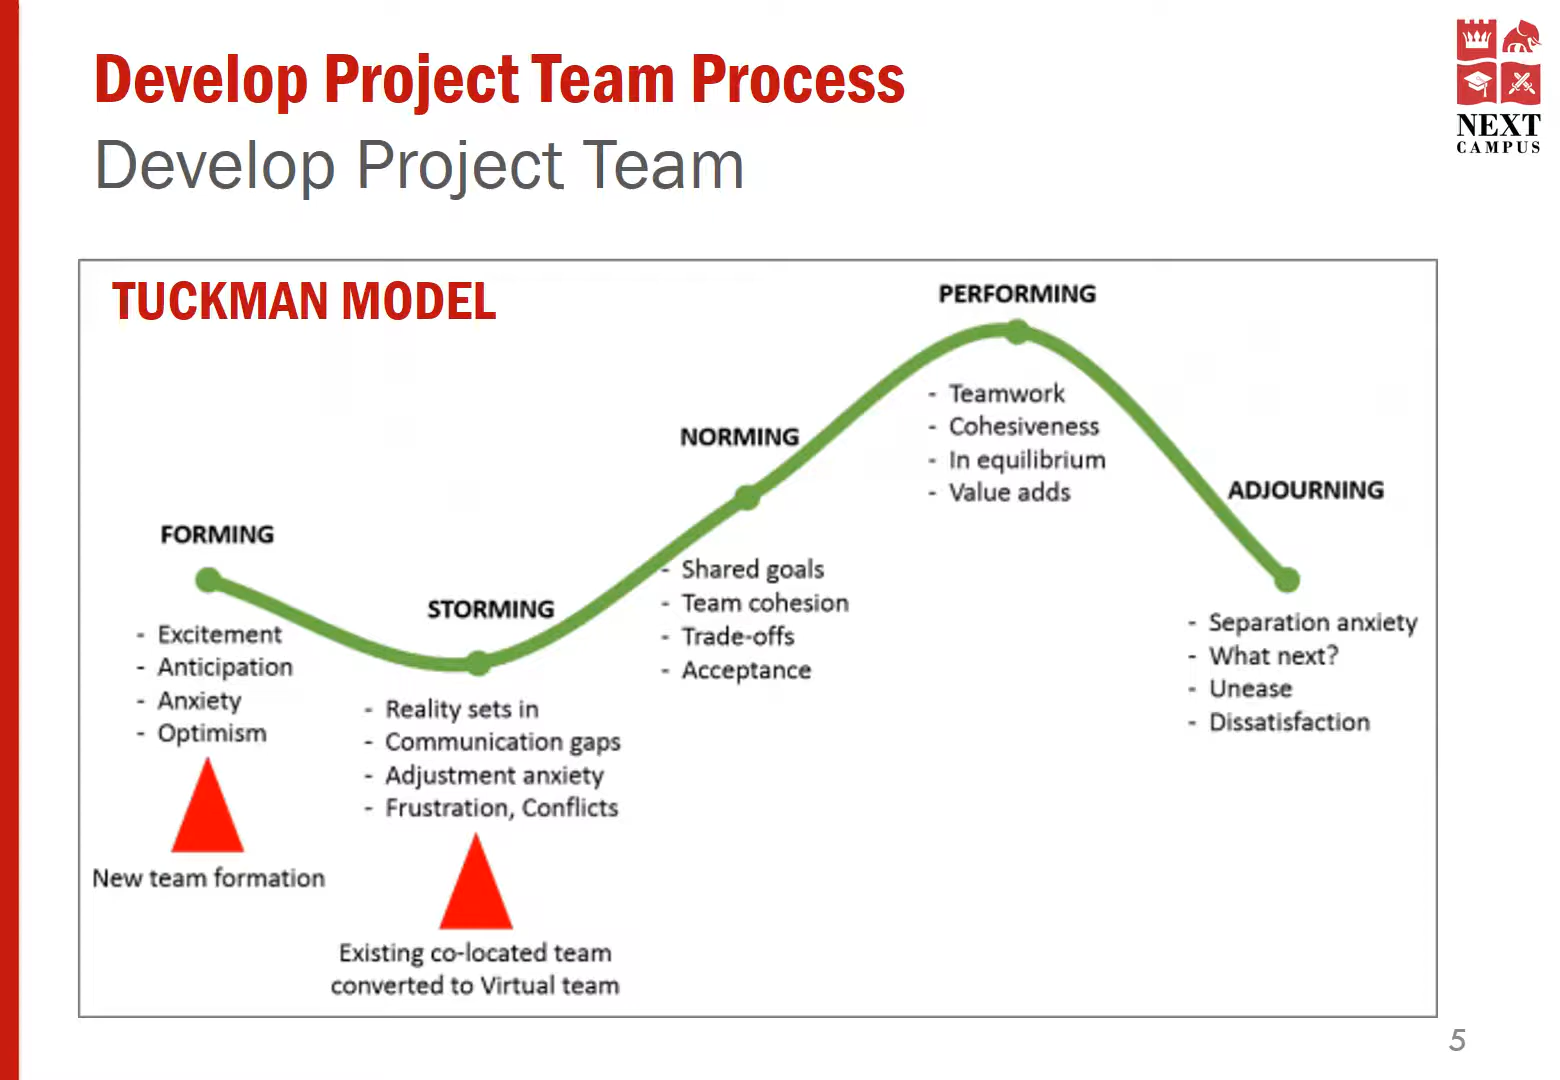 Develop Project Team Process
Develop Project Team
NEXT
CAMPUS
TUCKMAN MODEL
FORMING
- Excitement
- Anticipation
- Anxiety
- Optimism
New team formation
STORMING
- Reality sets in
- Communication gaps
- Adjustment anxiety
- Frustration, Conflicts
Existing co-located team
converted to Virtual team
NORMING
- Shared goals
- Team cohesion
- Trade-offs
- Acceptance
PERFORMING
- Teamwork
- Cohesiveness
- In equilibrium
- Value adds
ADJOURNING
- Separation anxiety
- What next?
- Unease
- Dissatisfaction
5